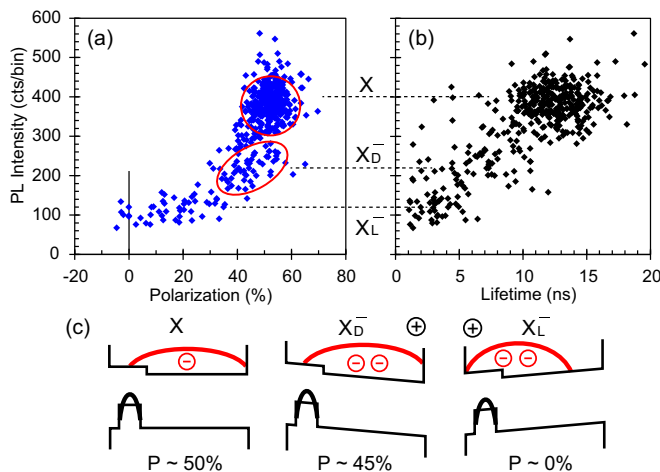 600
500
400
300
200
100
0
PL Intensity (cts/bin)
(a)
-20
0
20
40
60
80
Polarization (%)
X
X_D^-
X_L^-
(b)
0
5
10
15
20
Lifetime (ns)
(c)
X
X_D^-
+
+
X_L^-
-
- -
- -
P ~ 50%
P ~ 45%
P ~ 0%